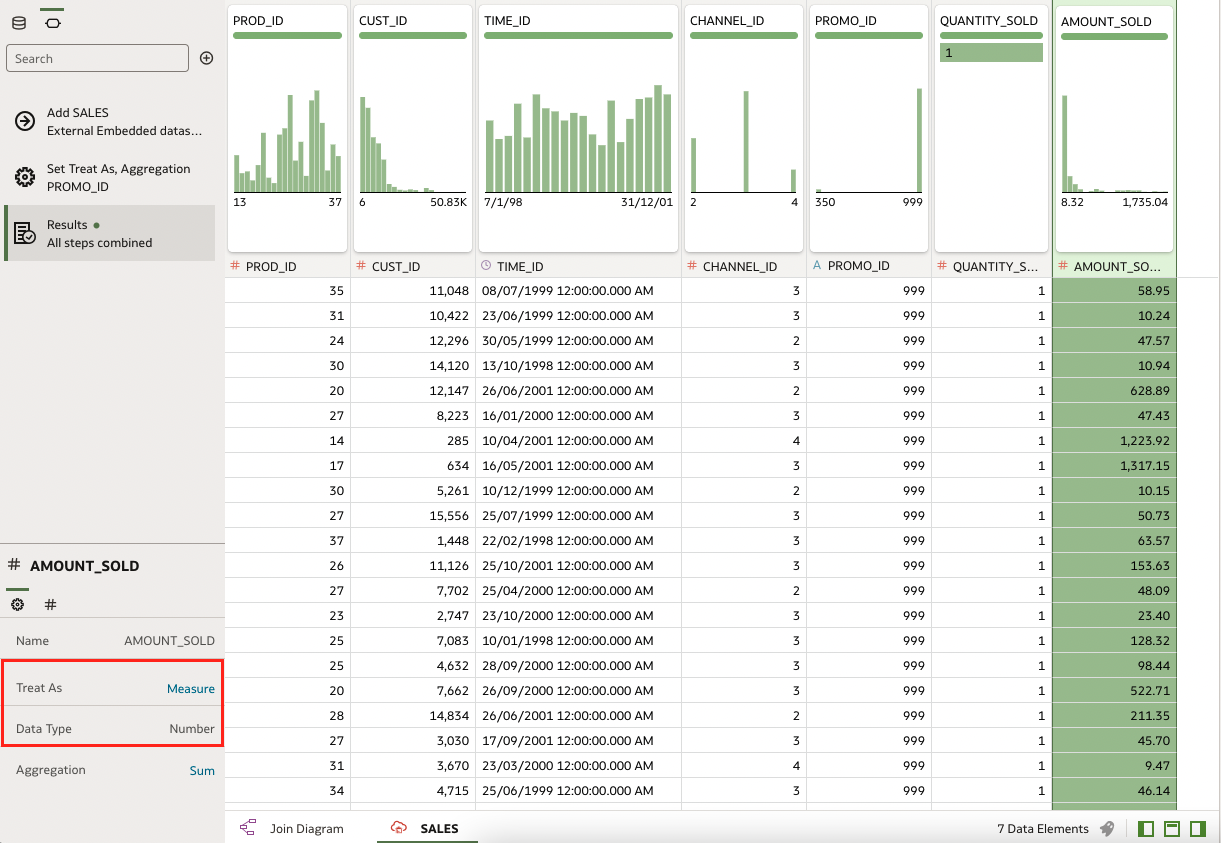 Search
Add SALES
External Embedded datas...
Set Treat As, Aggregation
PROMO_ID
Results
All steps combined
# AMOUNT_SOLD
#
Name AMOUNT_SOLD
Treat As Measure
Data Type Number
Aggregation Sum
PROD_ID CUST_ID TIME_ID CHANNEL_ID PROMO_ID QUANTITY_SOLD AMOUNT_SOLD
1
13 37 6 50.83K 7/1/98 31/12/01 2 4 350 999 8.32 1,735.04
# PROD_ID # CUST_ID TIME_ID # CHANNEL_ID A PROMO_ID # QUANTITY_S... # AMOUNT_SO...
35 11,048 08/07/1999 12:00:00.000 AM 3 999 1 58.95
31 10,422 23/06/1999 12:00:00.000 AM 3 999 1 10.24
24 12,296 30/05/1999 12:00:00.000 AM 2 999 1 47.57
30 14,120 13/10/1998 12:00:00.000 AM 3 999 1 10.94
20 12,147 26/06/2001 12:00:00.000 AM 2 999 1 628.89
27 8,223 16/01/2000 12:00:00.000 AM 3 999 1 47.43
14 285 10/04/2001 12:00:00.000 AM 4 999 1 1,223.92
17 634 16/05/2001 12:00:00.000 AM 3 999 1 1,317.15
30 5,261 10/12/1999 12:00:00.000 AM 2 999 1 10.15
27 15,556 25/07/1999 12:00:00.000 AM 3 999 1 50.73
37 1,448 22/02/1998 12:00:00.000 AM 3 999 1 63.57
26 11,126 25/10/2001 12:00:00.000 AM 3 999 1 153.63
27 7,702 25/04/2000 12:00:00.000 AM 2 999 1 48.09
23 2,747 23/10/2000 12:00:00.000 AM 3 999 1 23.40
25 7,083 10/01/1998 12:00:00.000 AM 3 999 1 128.32
25 4,632 28/09/2000 12:00:00.000 AM 3 999 1 98.44
20 7,662 26/09/2000 12:00:00.000 AM 3 999 1 522.71
28 14,834 26/06/2001 12:00:00.000 AM 2 999 1 211.35
27 3,030 17/09/2001 12:00:00.000 AM 3 999 1 45.70
31 3,670 23/03/2000 12:00:00.000 AM 4 999 1 9.47
34 4,715 25/06/1999 12:00:00.000 AM 3 999 1 46.14
Join Diagram SALES 7 Data Elements